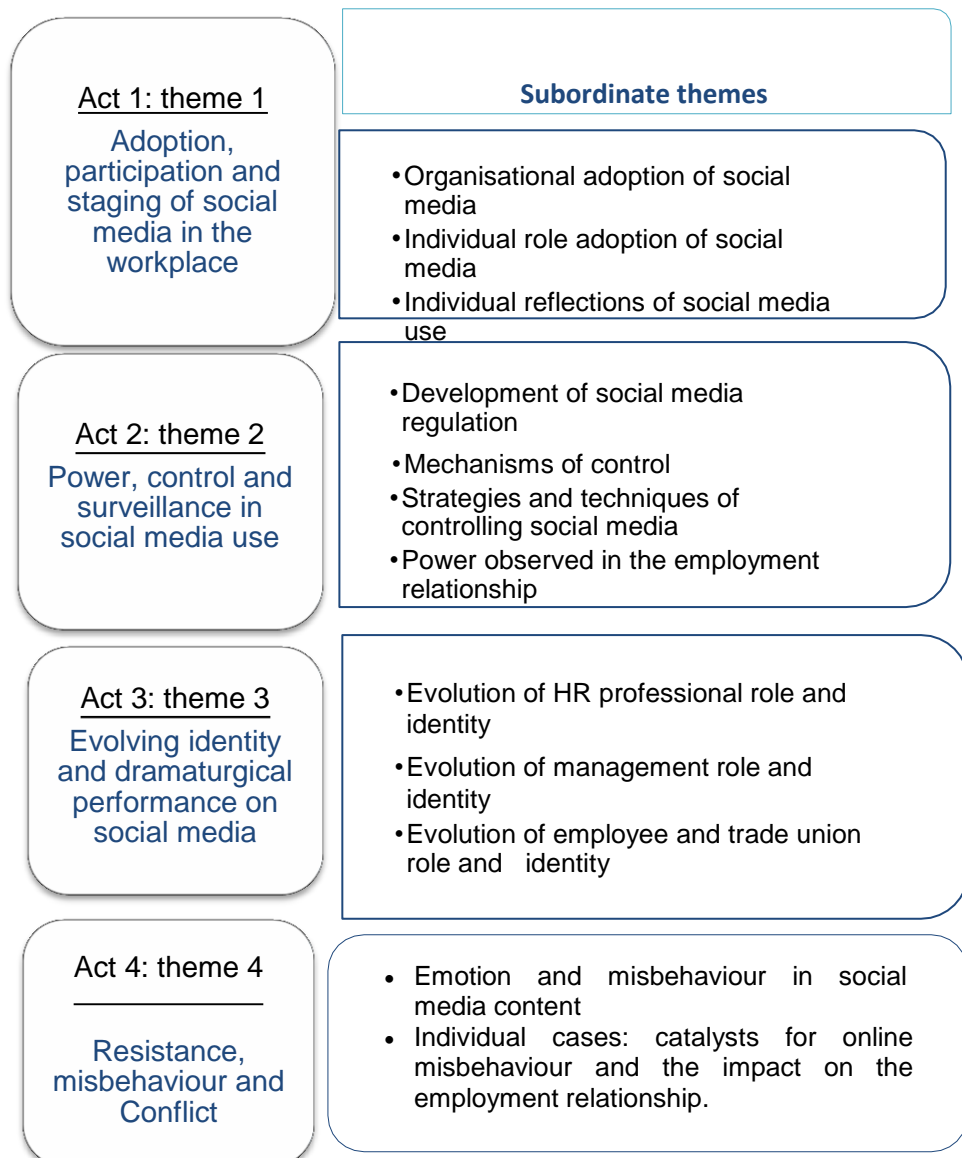 Act 1: theme 1
Adoption,
participation and
staging of social
media in the
workplace
Subordinate themes
•Organisational adoption of social
media
•Individual role adoption of social
media
•Individual reflections of social media
use
Act 2: theme 2
Power, control and
surveillance in
social media use
•Development of social media
regulation
•Mechanisms of control
•Strategies and techniques of
controlling social media
•Power observed in the employment
relationship
Act 3: theme 3
Evolving identity
and dramaturgical
performance on
social media
•Evolution of HR professional role and
identity
•Evolution of management role and
identity
•Evolution of employee and trade union
role and identity
Act 4: theme 4
Resistance,
misbehaviour and
Conflict
• Emotion and misbehaviour in social
media content
• Individual cases: catalysts for online
misbehaviour and the impact on the
employment relationship.